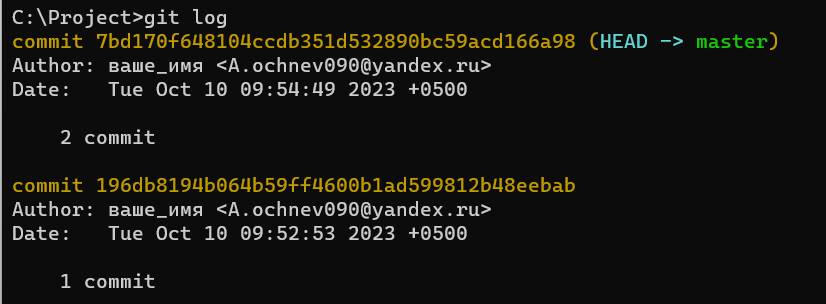 C:\Project>git log
commit 7bd170f648104ccdb351d532890bc59acd166a98 (HEAD -> master)
Author: ваше_имя <A.ochnev090@yandex.ru>
Date:   Tue Oct 10 09:54:49 2023 +0500
    2 commit
commit 196db8194b064b59ff4600b1ad599812b48eebab
Author: ваше_имя <A.ochnev090@yandex.ru>
Date:   Tue Oct 10 09:52:53 2023 +0500
    1 commit